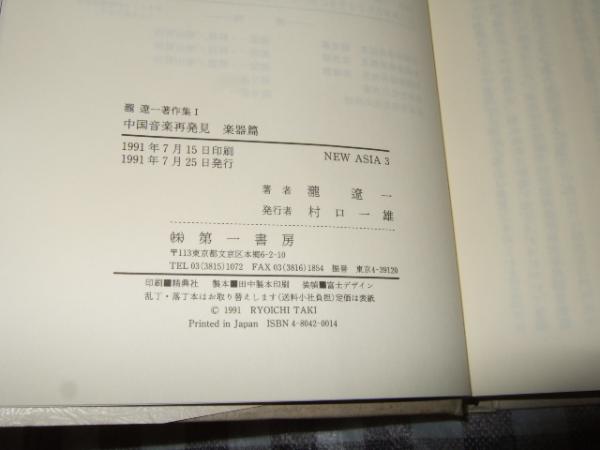 瀧 遼一著作集 I
中国音楽再発見 楽器篇
1991年7月15日印刷
1991年7月25日発行
NEW ASIA 3
著者 瀧 遼 一
発行者 村口一雄
㈱ 第一書房
〒113東京都文京区本郷6-2-10
TEL 03(3815)1072 FAX 03(3816)1854 振替 東京4-39120
印刷■精興社 製本■田中製本印刷 装幀■富士デザイン
乱丁・落丁本はお取り替えします(送料小社負担)定価は表紙
© 1991 RYOICHI TAKI
Printed in Japan ISBN 4-8042-0014